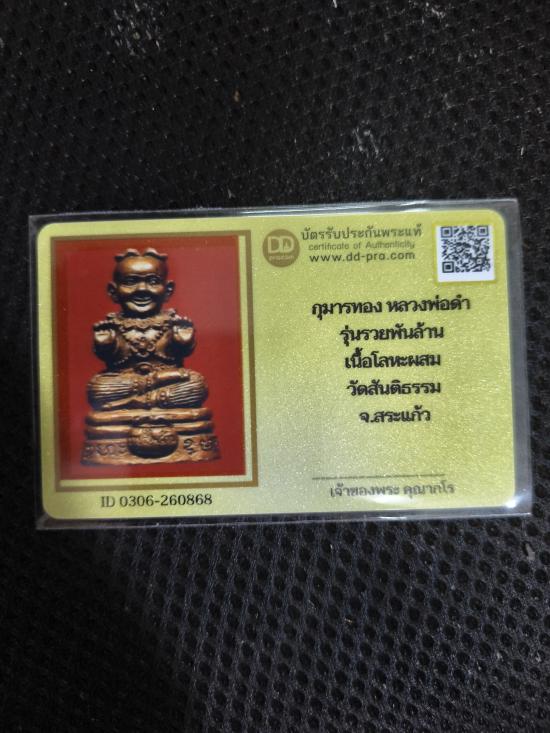 DD
pracan
บัตรรับประกันพระแท้
certificate of Authenticity
www.dd-pra.com
กุมารทอง หลวงพ่อดำ
รุ่นรวยพันล้าน
เนื้อโลหะผสม
วัดสันติธรรม
จ.สระแก้ว
เจ้าของพระ คุณากโร
ID 0306-260868